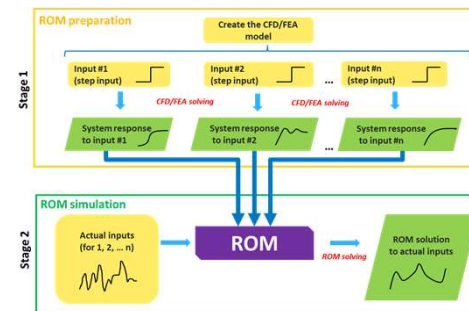 ROM preparation
Create the CFD/FEA
model
Stage 1
Input #1
(step input)
Input #2
(step input)
...
Input #n
(step input)
CFD/FEA solving
CFD/FEA solving
System response
to input #1
System response
to input #2
...
System response
to input #n
ROM simulation
Stage 2
Actual inputs
(for 1, 2, ... n)
ROM
ROM solving
ROM solution
to actual inputs